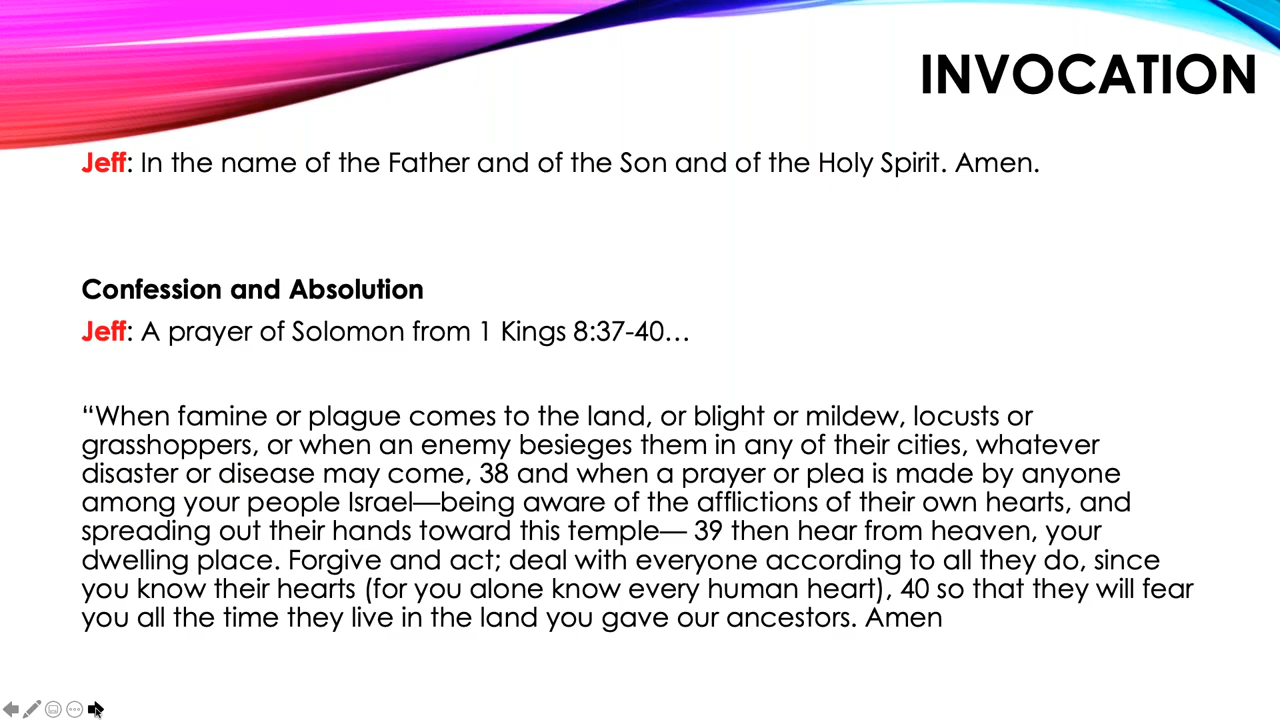 INVOCATION
Jeff: In the name of the Father and of the Son and of the Holy Spirit. Amen.
Confession and Absolution
Jeff: A prayer of Solomon from 1 Kings 8:37-40…
“When famine or plague comes to the land, or blight or mildew, locusts or
grasshoppers, or when an enemy besieges them in any of their cities, whatever
disaster or disease may come, 38 and when a prayer or plea is made by anyone
among your people Israel—being aware of the afflictions of their own hearts, and
spreading out their hands toward this temple— 39 then hear from heaven, your
dwelling place. Forgive and act; deal with everyone according to all they do, since
you know their hearts (for you alone know every human heart), 40 so that they will fear
you all the time they live in the land you gave our ancestors. Amen